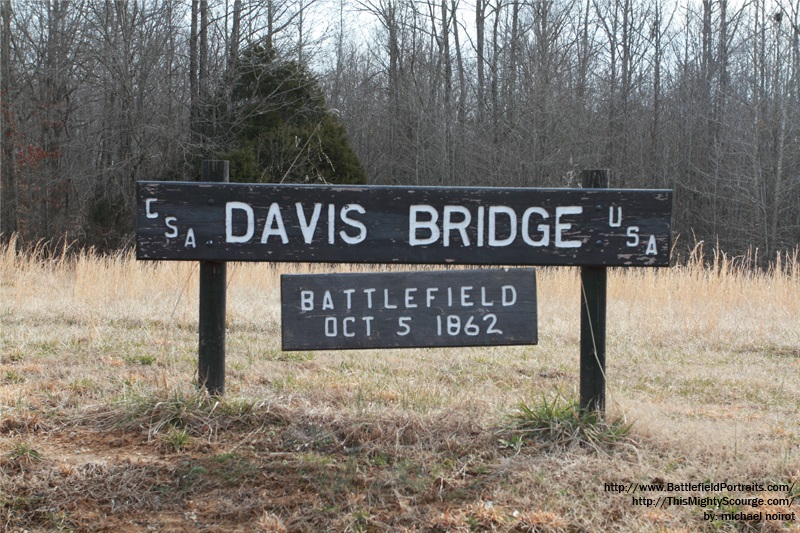 CSA DAVIS BRIDGE USA
BATTLEFIELD
OCT 5 1862
http://www.BattlefieldPortraits.com/
http://ThisMightyScourge.com/
by: michael noirot